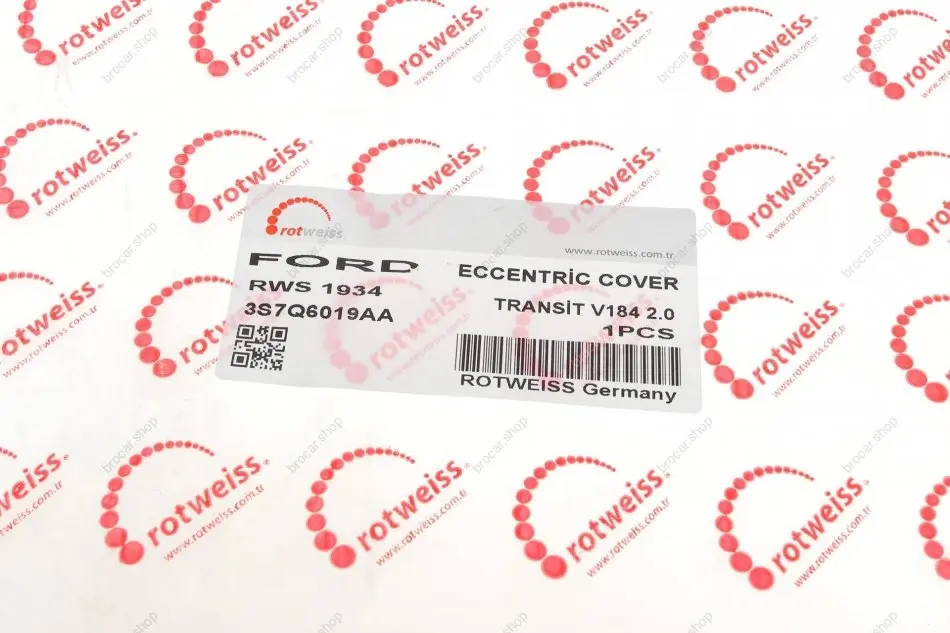 rotweiss.
www.rotweiss.com.tr
FORD
RWS 1934
3S7Q6019AA
ECCENTRİC COVER
TRANSİT V184 2.0
1PCS
ROTWEISS Germany
rotweiss.
www.rotweiss.com.tr
brocar.shop